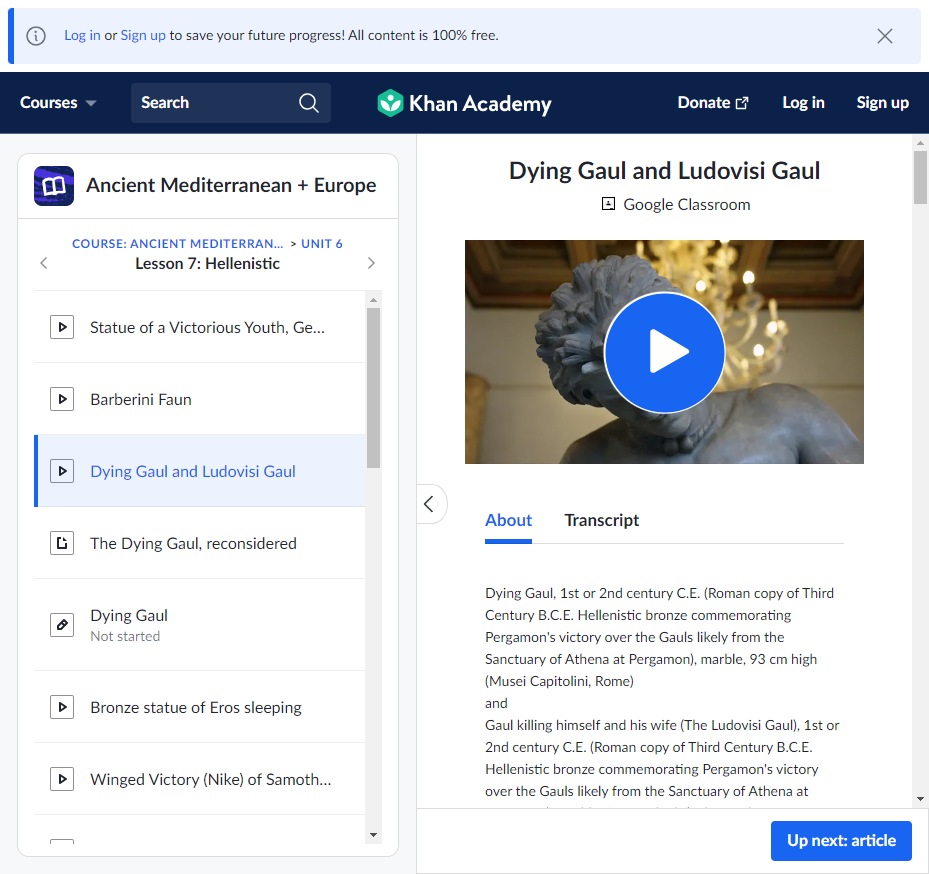 Log in or Sign up to save your future progress! All content is 100% free.
Courses
Search
Khan Academy
Donate
Log in
Sign up
Ancient Mediterranean + Europe
COURSE: ANCIENT MEDITERRAN... > UNIT 6
Lesson 7: Hellenistic
Statue of a Victorious Youth, Ge...
Barberini Faun
Dying Gaul and Ludovisi Gaul
The Dying Gaul, reconsidered
Dying Gaul
Not started
Bronze statue of Eros sleeping
Winged Victory (Nike) of Samoth...
Dying Gaul and Ludovisi Gaul
Google Classroom
About
Transcript
Dying Gaul, 1st or 2nd century C.E. (Roman copy of Third
Century B.C.E. Hellenistic bronze commemorating
Pergamon's victory over the Gauls likely from the
Sanctuary of Athena at Pergamon), marble, 93 cm high
(Musei Capitolini, Rome)
and
Gaul killing himself and his wife (The Ludovisi Gaul), 1st or
2nd century C.E. (Roman copy of Third Century B.C.E.
Hellenistic bronze commemorating Pergamon's victory
over the Gauls likely from the Sanctuary of Athena at
Up next: article